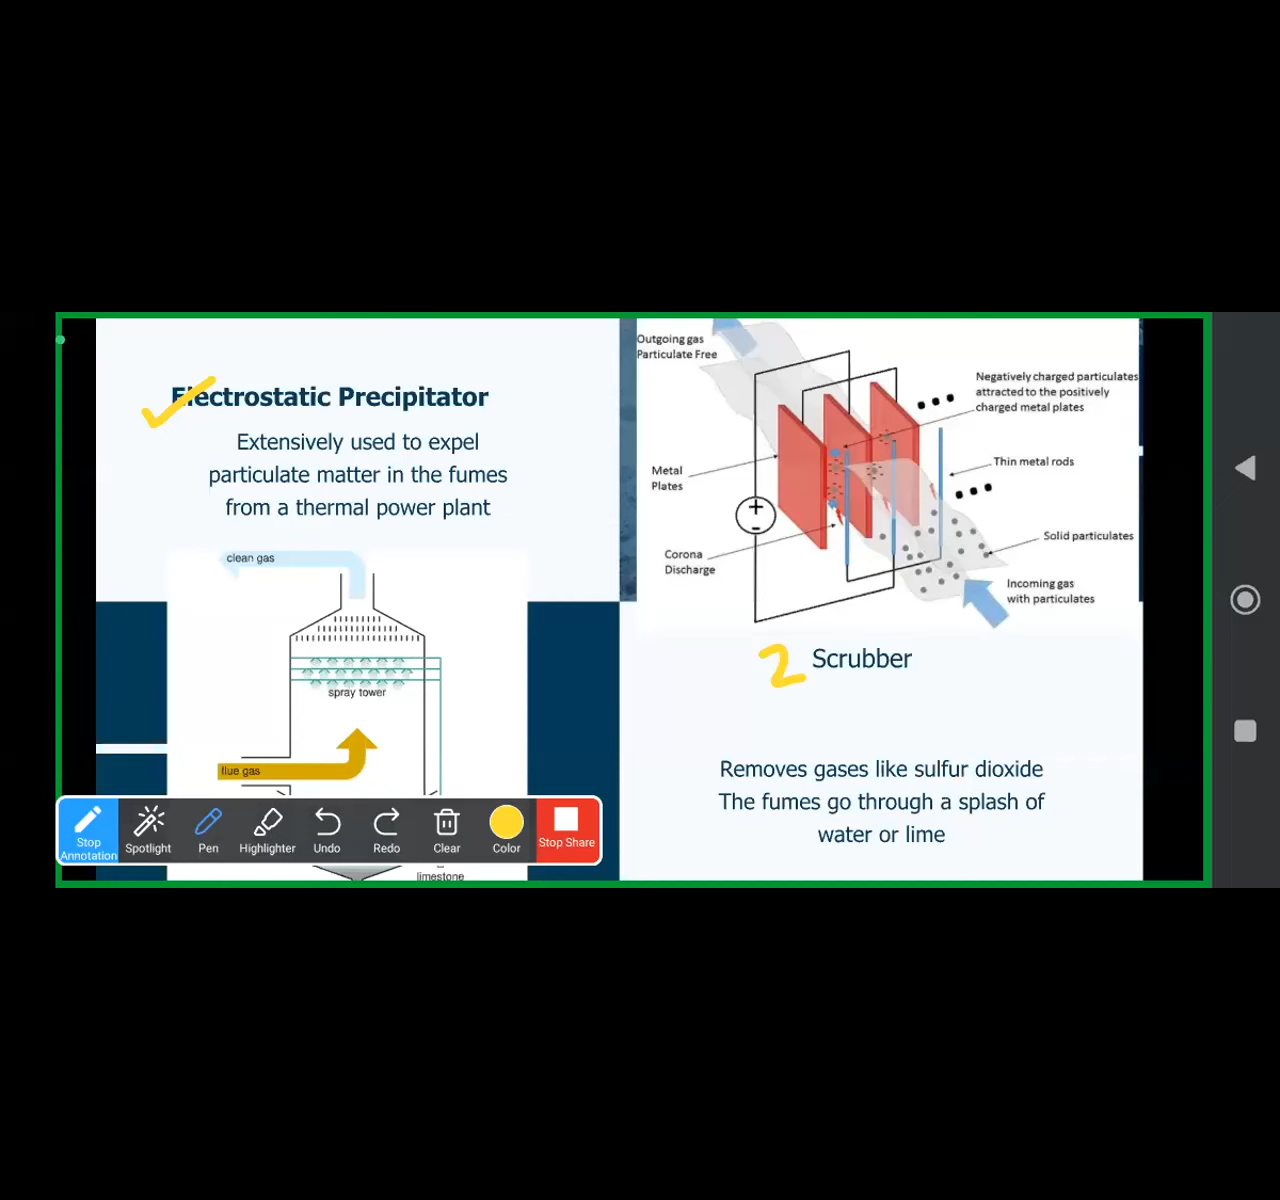 Electrostatic Precipitator
Extensively used to expel
particulate matter in the fumes
from a thermal power plant
clean gas
spray tower
flue gas
limestone
Outgoing gas
Particulate Free
Negatively charged particulates
attracted to the positively
charged metal plates
Metal
Plates
Thin metal rods
+
-
Solid particulates
Corona
Discharge
Incoming gas
with particulates
2 Scrubber
Removes gases like sulfur dioxide
The fumes go through a splash of
water or lime
Stop
Annotation
Spotlight
Pen
Highlighter
Undo
Redo
Clear
Color
Stop Share